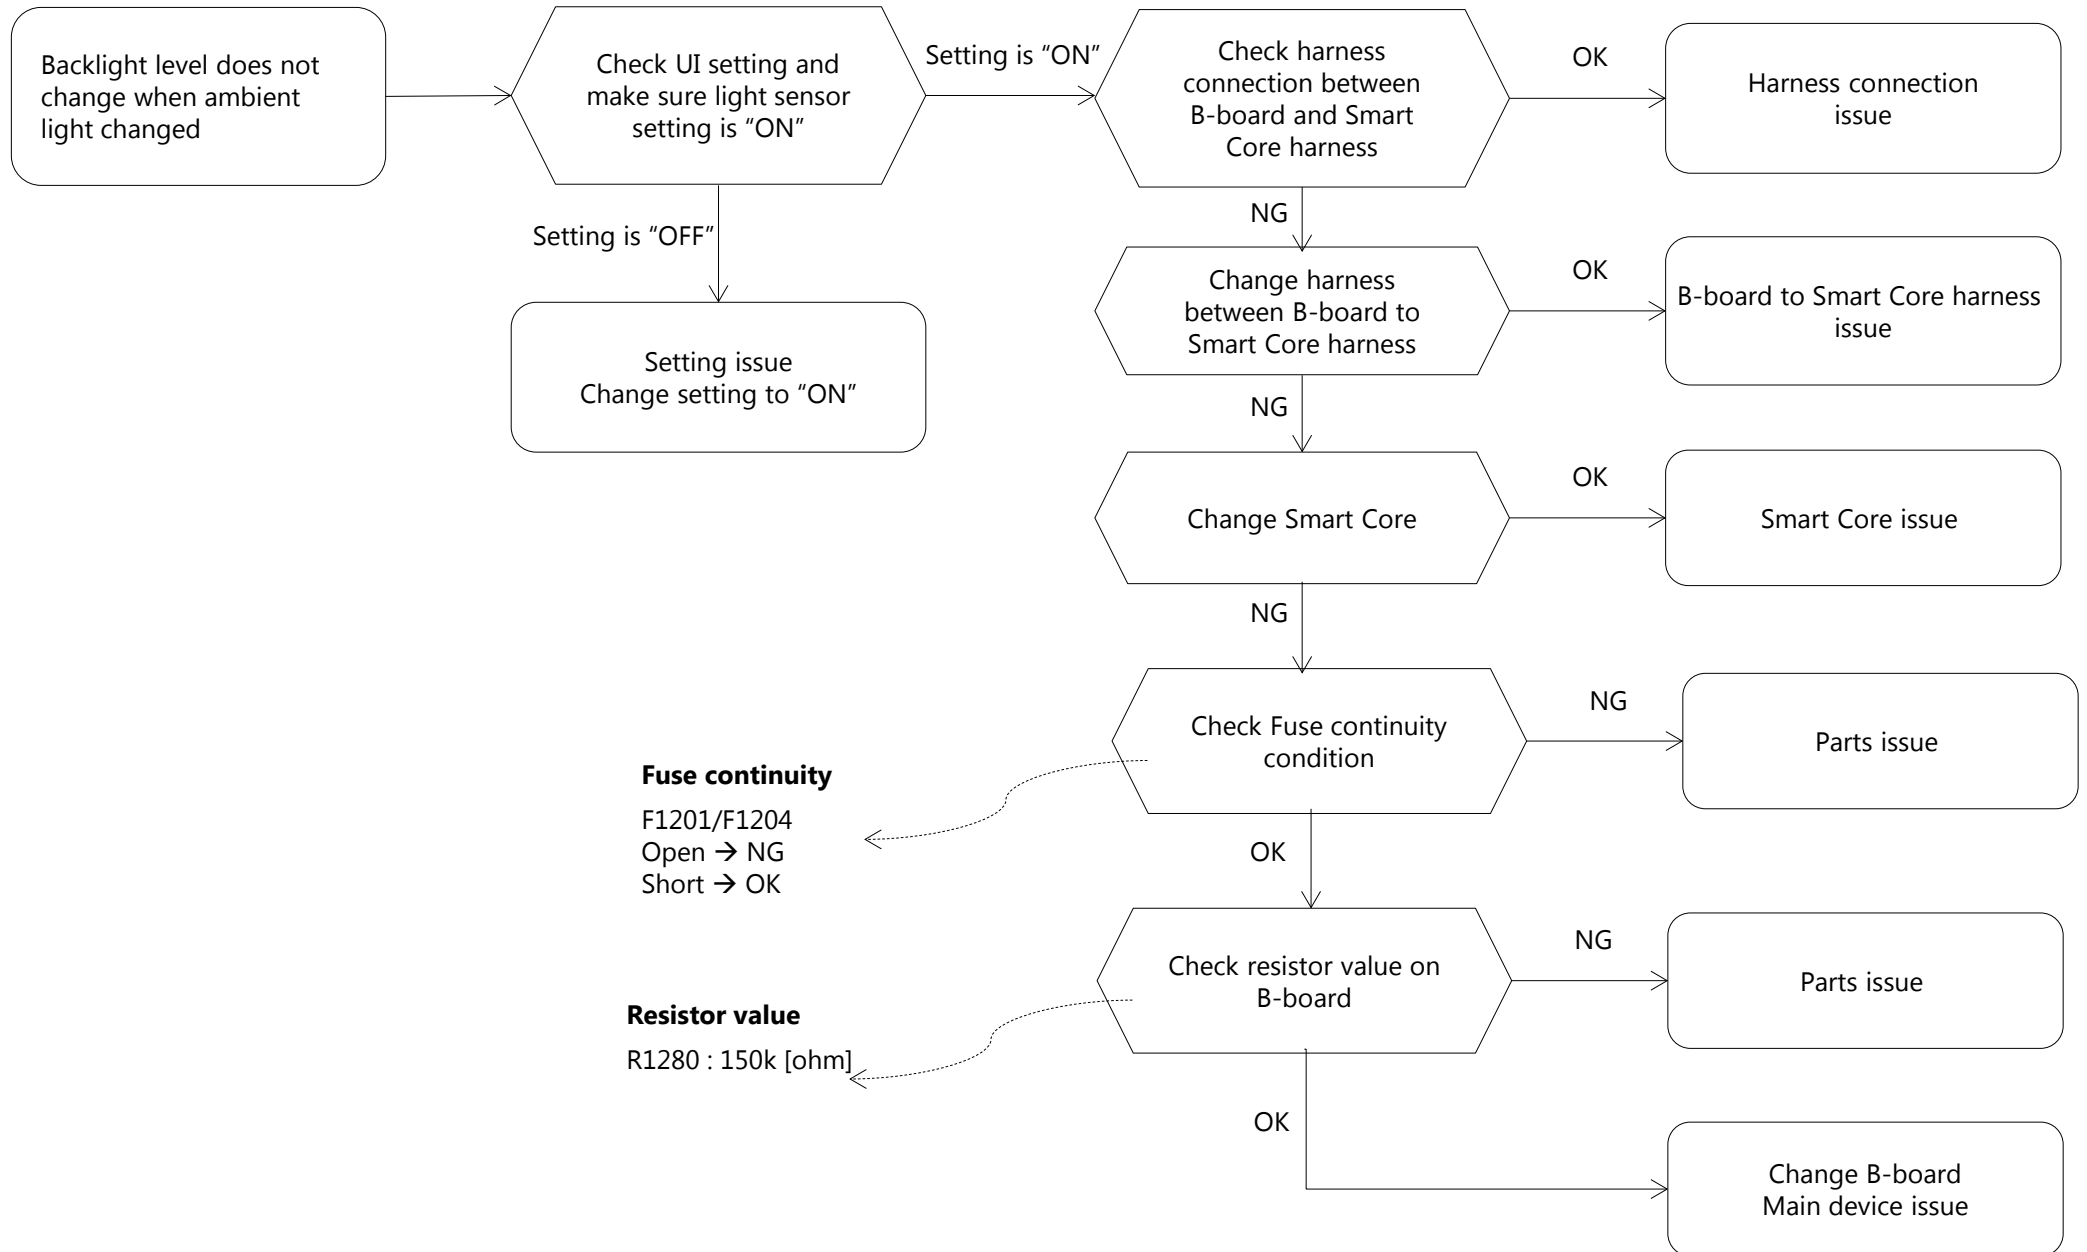 Backlight level does not
change when ambient
light changed
Check UI setting and
make sure light sensor
setting is “ON”
Setting is “ON”
Check harness
connection between
B-board and Smart
Core harness
OK
Harness connection
issue
Setting is “OFF”
Setting issue
Change setting to “ON”
NG
Change harness
between B-board to
Smart Core harness
OK
B-board to Smart Core harness
issue
NG
Change Smart Core
OK
Smart Core issue
NG
Check Fuse continuity
condition
NG
Parts issue
Fuse continuity
F1201/F1204
Open → NG
Short → OK
OK
Check resistor value on
B-board
NG
Parts issue
Resistor value
R1280 : 150k [ohm]
OK
Change B-board
Main device issue